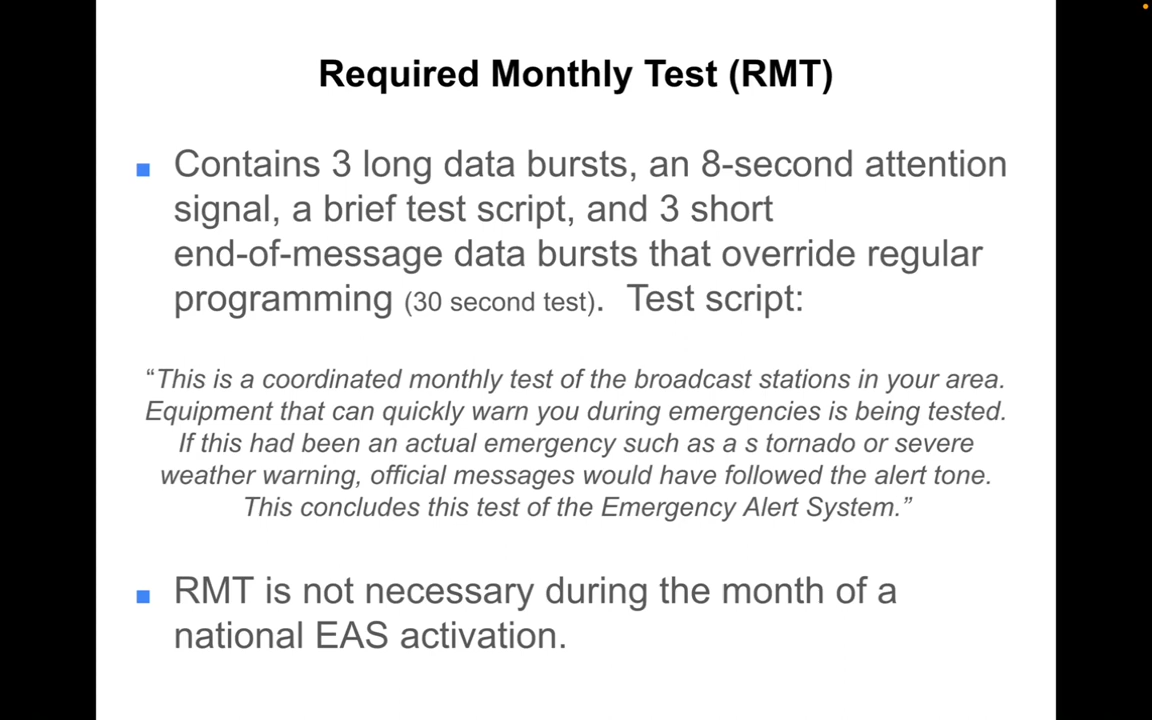 Required Monthly Test (RMT)
Contains 3 long data bursts, an 8-second attention
signal, a brief test script, and 3 short
end-of-message data bursts that override regular
programming (30 second test).  Test script:
“This is a coordinated monthly test of the broadcast stations in your area.
Equipment that can quickly warn you during emergencies is being tested.
If this had been an actual emergency such as a s tornado or severe
weather warning, official messages would have followed the alert tone.
This concludes this test of the Emergency Alert System.”
RMT is not necessary during the month of a
national EAS activation.